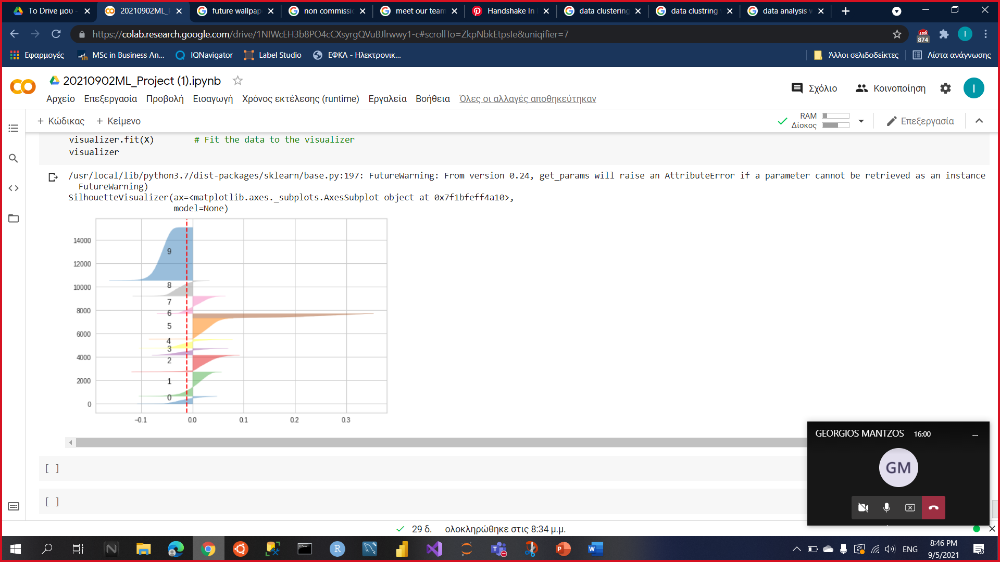 Το Drive μου -
20210902ML_F
future wallpap
non commissi
meet our team
Handshake In
data clustering
data clustring
data analysis w
https://colab.research.google.com/drive/1NlWcEH3b8PO4cCXsyrgQVuBJlrwwy1-c#scrollTo=ZkpNbkEtpsIe&uniqifier=7
874
I
Εφαρμογές
MSc in Business An...
IQNavigator
Label Studio
ΕΦΚΑ - Ηλεκτρονικ...
Άλλοι σελιδοδείκτες
Λίστα ανάγνωσης
20210902ML_Project (1).ipynb
Σχόλιο
Κοινοποίηση
I
Αρχείο Επεξεργασία Προβολή Εισαγωγή Χρόνος εκτέλεσης (runtime) Εργαλεία Βοήθεια Όλες οι αλλαγές αποθηκεύτηκαν
+ Κώδικας + Κείμενο
RAM
Δίσκος
Επεξεργασία
visualizer.fit(X) # Fit the data to the visualizer
visualizer
/usr/local/lib/python3.7/dist-packages/sklearn/base.py:197: FutureWarning: From version 0.24, get_params will raise an AttributeError if a parameter cannot be retrieved as an instance
FutureWarning)
SilhouetteVisualizer(ax=<matplotlib.axes._subplots.AxesSubplot object at 0x7f1bfeff4a10>,
model=None)
14000
12000
10000
8000
6000
4000
2000
0
9
8
7
6
5
4
3
2
1
0
−0.1 0.0 0.1 0.2 0.3
[ ]
[ ]
GEORGIOS MANTZOS 16:00
GM
29 δ. ολοκληρώθηκε στις 8:34 μ.μ.
ENG
8:46 PM
9/5/2021